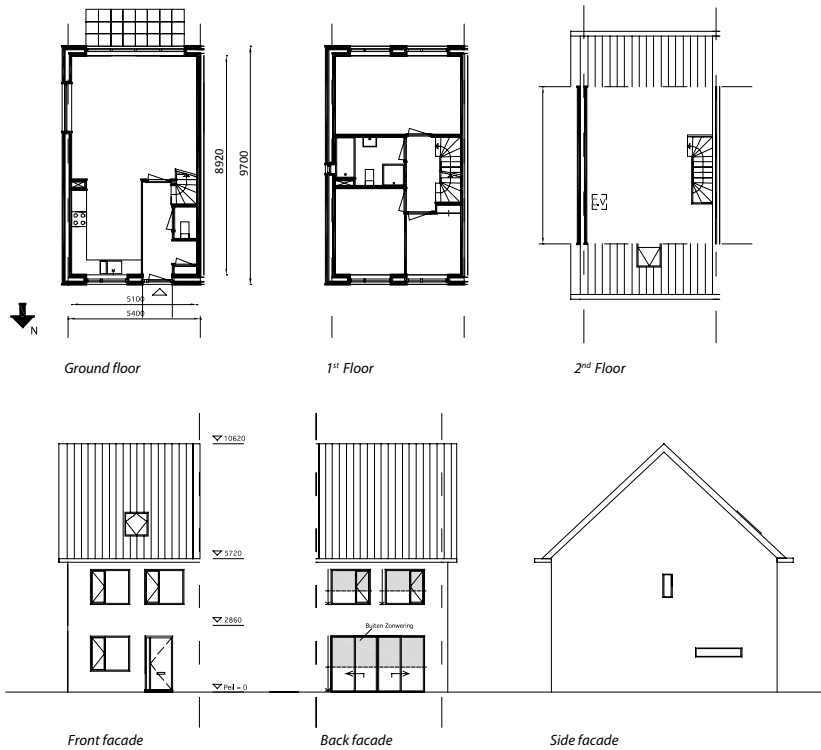 8920
9700
5100
5400
N
C.V.
Ground floor
1st Floor
2nd Floor
10620
5720
2860
Peil = 0
Buiten Zonwering
Front facade
Back facade
Side facade